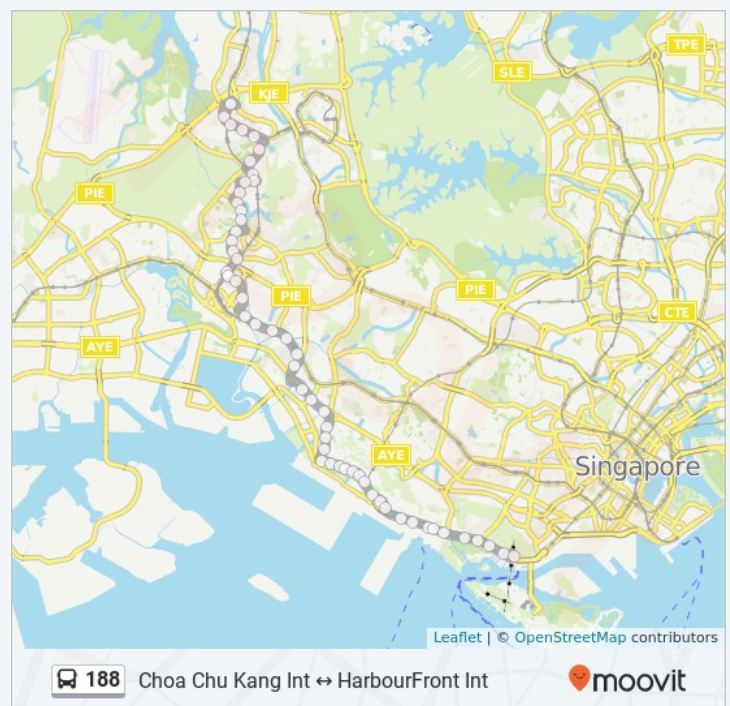 TPE
SLE
KJE
PIE
PIE
PIE
CTE
AYE
AYE
Singapore
Leaflet | © OpenStreetMap contributors
188 Choa Chu Kang Int ↔ HarbourFront Int
moovit